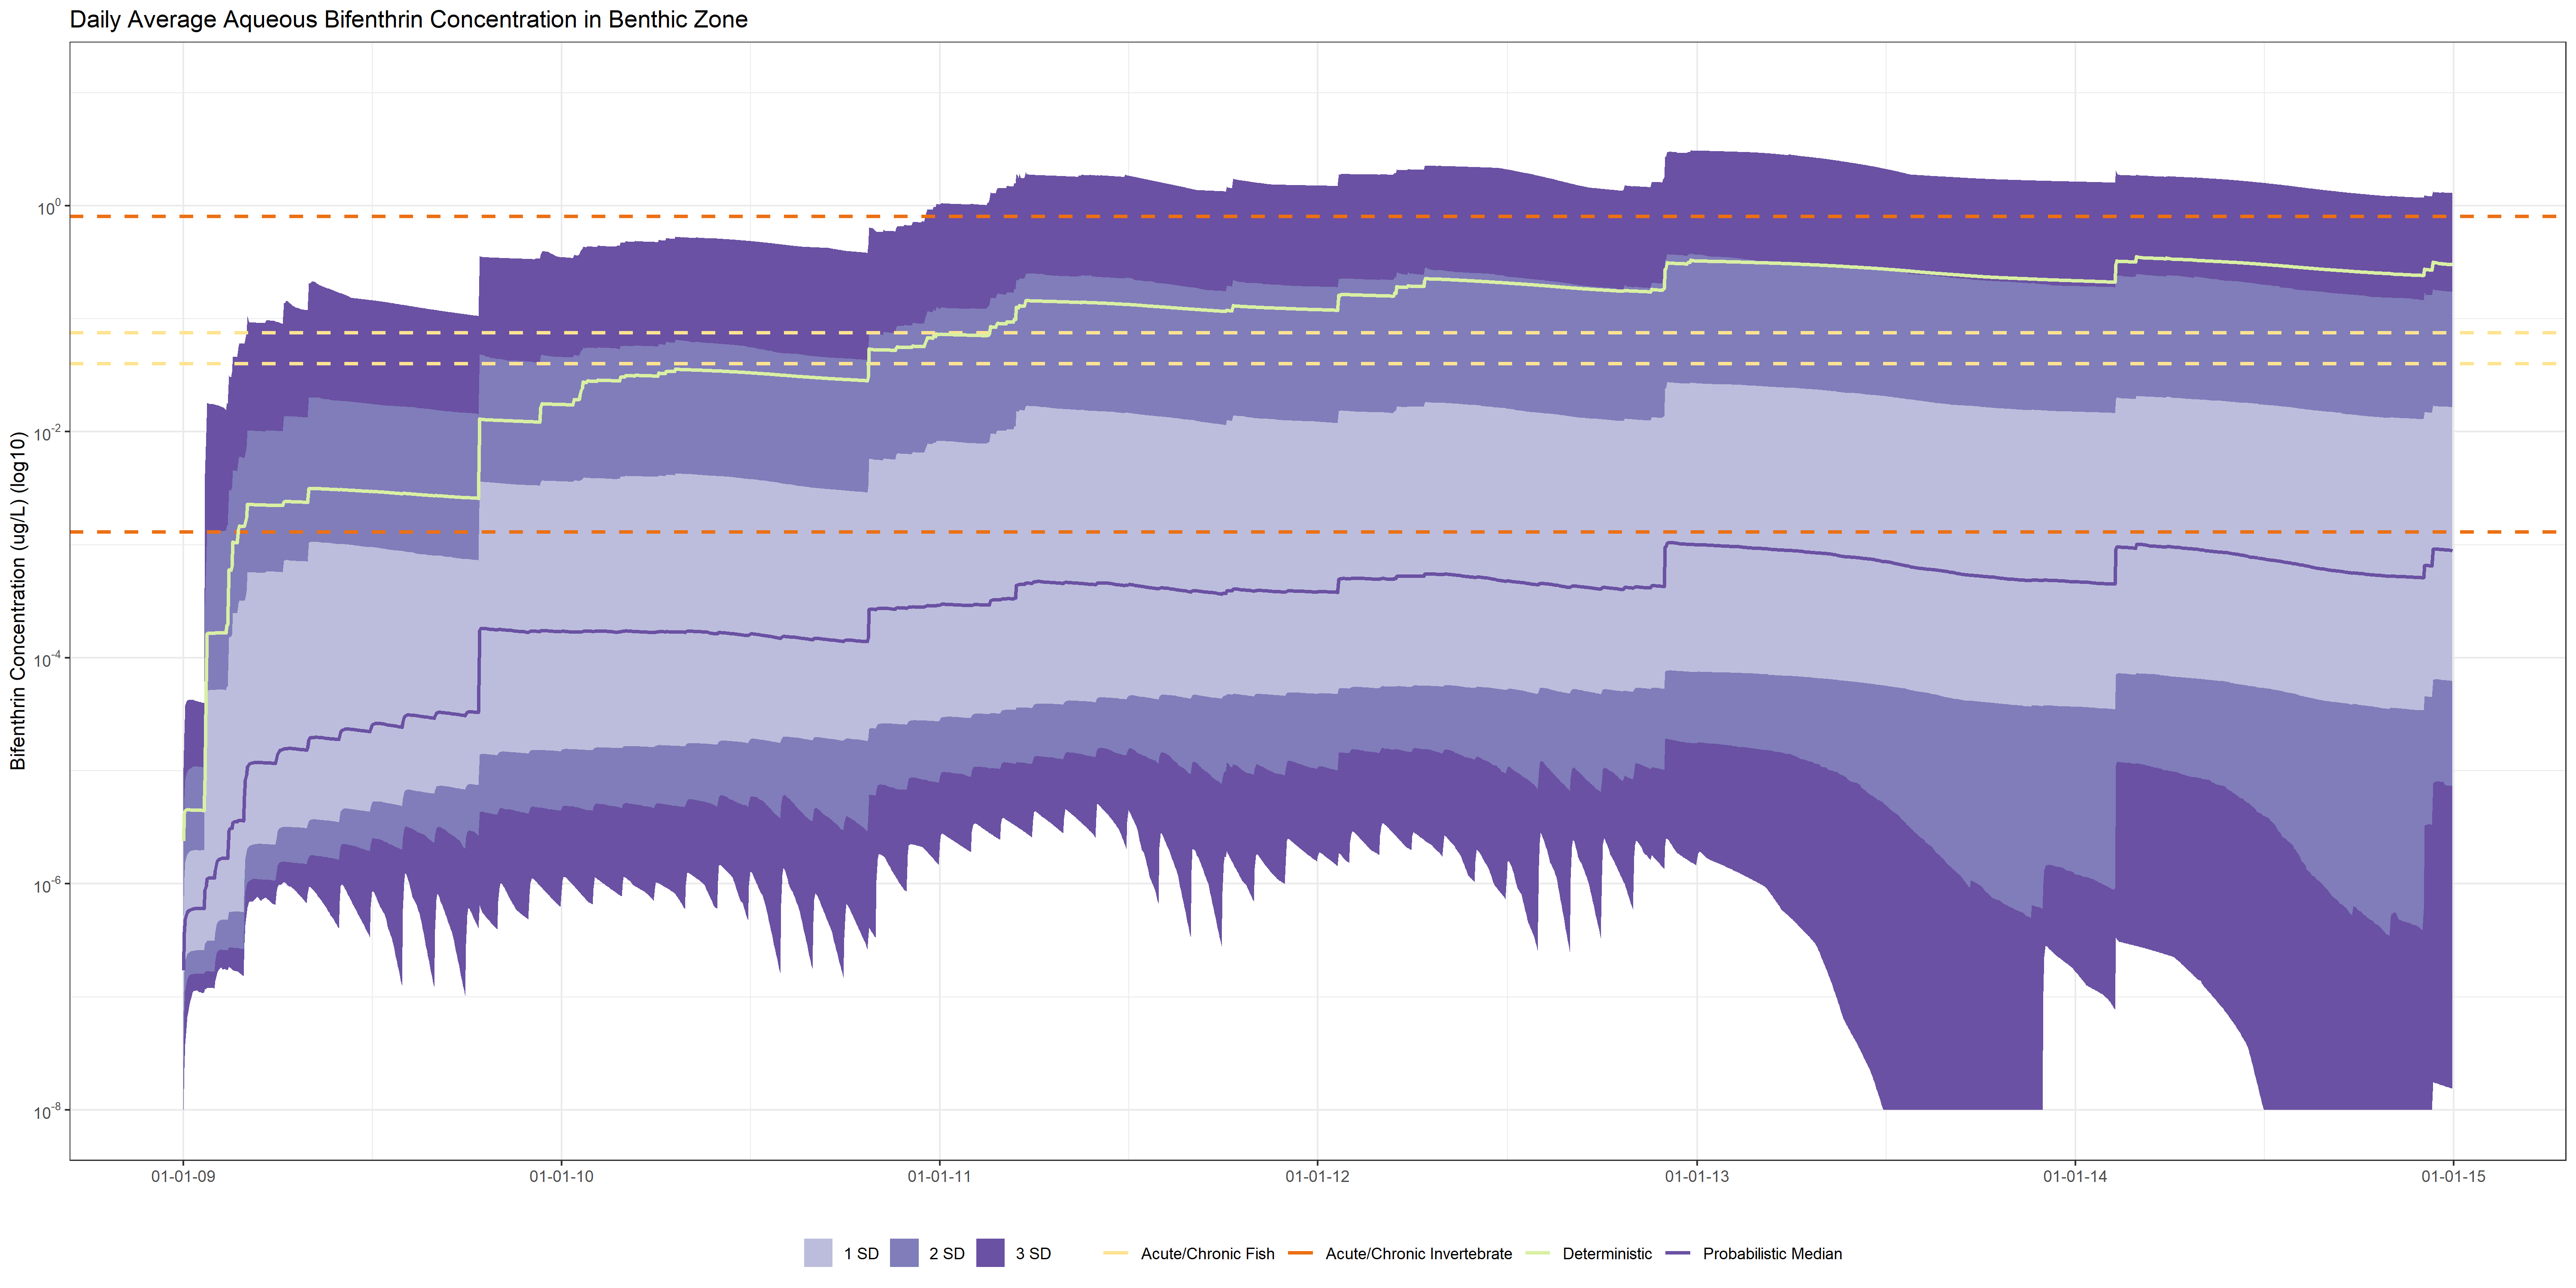 Daily Average Aqueous Bifenthrin Concentration in Benthic Zone
Bifenthrin Concentration (ug/L) (log10)
10^0
10^-2
10^-4
10^-6
10^-8
01-01-09 01-01-10 01-01-11 01-01-12 01-01-13 01-01-14 01-01-15
1 SD 2 SD 3 SD Acute/Chronic Fish Acute/Chronic Invertebrate Deterministic Probabilistic Median